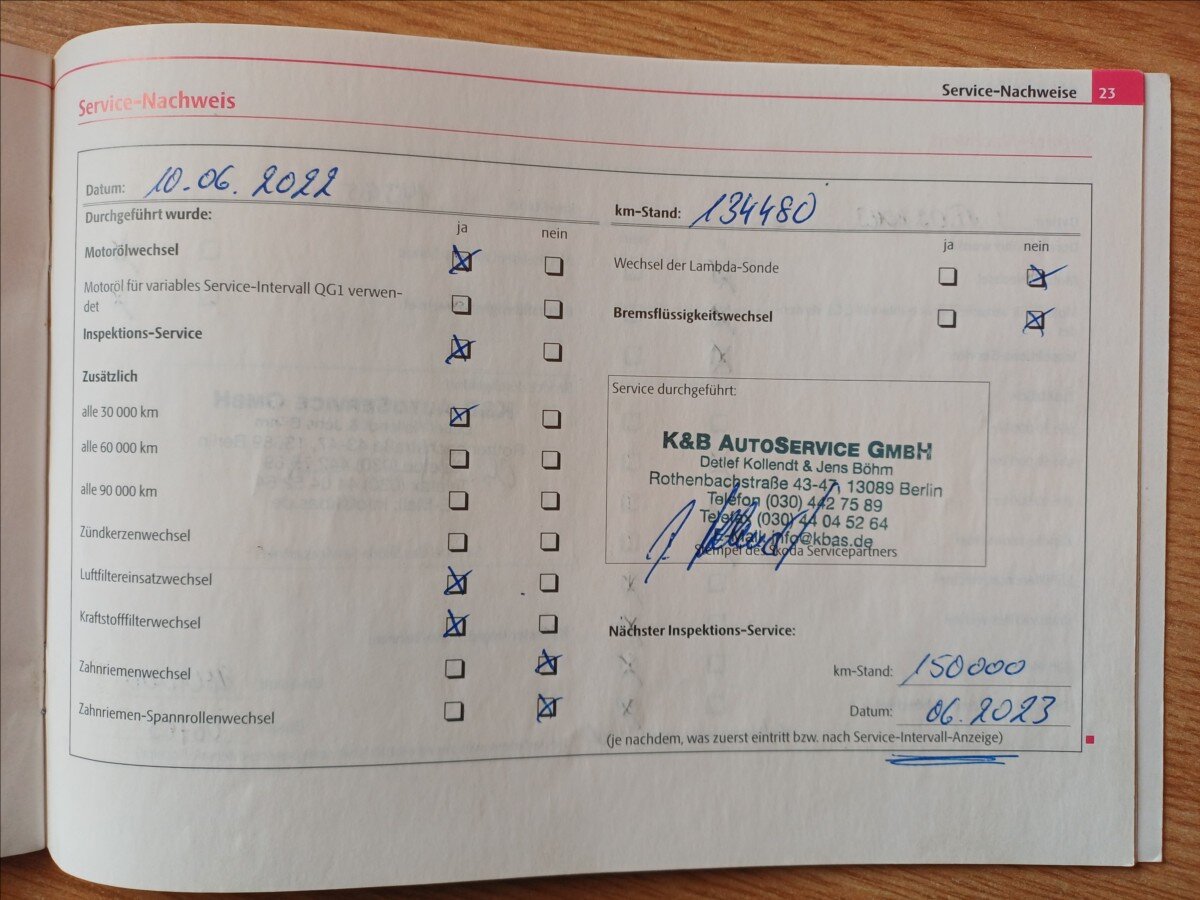 Service-Nachweise 23
Service-Nachweis
Datum: 10.06.2022
km-Stand: 134480
Durchgeführt wurde:
ja nein
Motorölwechsel
Motoröl für variables Service-Intervall QG1 verwen-
det
Inspektions-Service
Zusätzlich
alle 30 000 km
alle 60 000 km
alle 90 000 km
Zündkerzenwechsel
Luftfiltereinsatzwechsel
Kraftstofffilterwechsel
Zahnriemenwechsel
Zahnriemen-Spannrollenwechsel
ja nein
Wechsel der Lambda-Sonde
Bremsflüssigkeitswechsel
Service durchgeführt:
K&B AUTOSERVICE GMBH
Detlef Kollendt & Jens Böhm
Rothenbachstraße 43-47, 13089 Berlin
Telefon (030) 442 75 89
Telefax (030) 44 04 52 64
e-Mail: info@kbas.de
Stempel des Skoda Servicepartners
Nächster Inspektions-Service:
km-Stand: 150000
Datum: 06.2023
(je nachdem, was zuerst eintritt bzw. nach Service-Intervall-Anzeige)